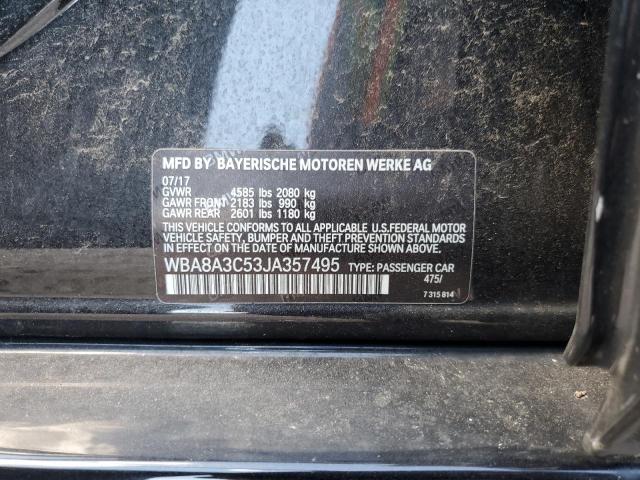 MFD BY BAYERISCHE MOTOREN WERKE AG
07/17
GVWR 4585 lbs 2080 kg
GAWR FRONT 2183 lbs 990 kg
GAWR REAR 2601 lbs 1180 kg
THIS VEHICLE CONFORMS TO ALL APPLICABLE U.S.FEDERAL MOTOR
VEHICLE SAFETY, BUMPER, AND THEFT PREVENTION STANDARDS
IN EFFECT ON THE DATE OF MANUFACTURE SHOWN ABOVE.
WBA8A3C53JA357495 TYPE: PASSENGER CAR
475/
7 315 814